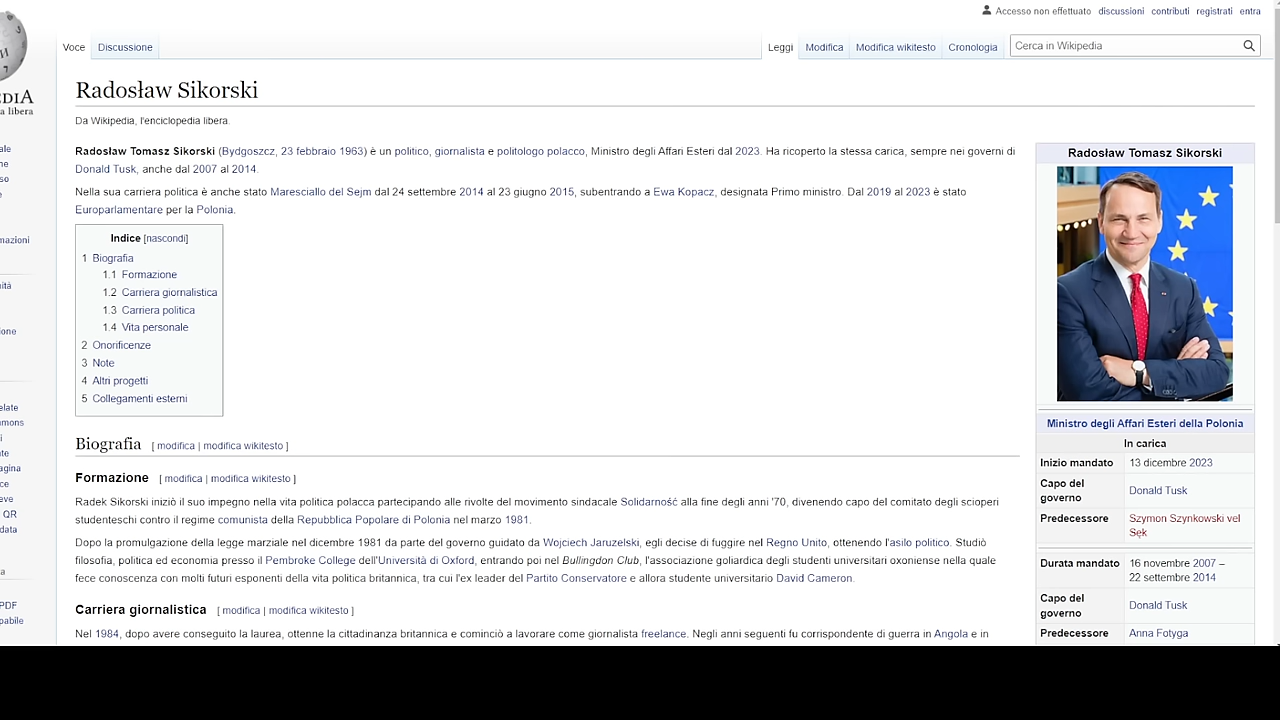 Accesso non effettuato discussioni contributi registrati entra
Voce Discussione Leggi Modifica Modifica wikitesto Cronologia Cerca in Wikipedia
Radosław Sikorski
Da Wikipedia, l'enciclopedia libera.
Radosław Tomasz Sikorski (Bydgoszcz, 23 febbraio 1963) è un politico, giornalista e politologo polacco, Ministro degli Affari Esteri dal 2023. Ha ricoperto la stessa carica, sempre nei governi di
Donald Tusk, anche dal 2007 al 2014.
Nella sua carriera politica è anche stato Maresciallo del Sejm dal 24 settembre 2014 al 23 giugno 2015, subentrando a Ewa Kopacz, designata Primo ministro. Dal 2019 al 2023 è stato
Europarlamentare per la Polonia.
Indice [nascondi]
1 Biografia
1.1 Formazione
1.2 Carriera giornalistica
1.3 Carriera politica
1.4 Vita personale
2 Onorificenze
3 Note
4 Altri progetti
5 Collegamenti esterni
Biografia [ modifica | modifica wikitesto ]
Formazione [ modifica | modifica wikitesto ]
Radek Sikorski iniziò il suo impegno nella vita politica polacca partecipando alle rivolte del movimento sindacale Solidarność alla fine degli anni '70, divenendo capo del comitato degli scioperi
studenteschi contro il regime comunista della Repubblica Popolare di Polonia nel marzo 1981.
Dopo la promulgazione della legge marziale nel dicembre 1981 da parte del governo guidato da Wojciech Jaruzelski, egli decise di fuggire nel Regno Unito, ottenendo l'asilo politico. Studiò
filosofia, politica ed economia presso il Pembroke College dell'Università di Oxford, entrando poi nel Bullingdon Club, l'associazione goliardica degli studenti universitari oxoniense nella quale
fece conoscenza con molti futuri esponenti della vita politica britannica, tra cui l'ex leader del Partito Conservatore e allora studente universitario David Cameron.
Carriera giornalistica [ modifica | modifica wikitesto ]
Nel 1984, dopo avere conseguito la laurea, ottenne la cittadinanza britannica e cominciò a lavorare come giornalista freelance. Negli anni seguenti fu corrispondente di guerra in Angola e in
Radosław Tomasz Sikorski
Ministro degli Affari Esteri della Polonia
In carica
Inizio mandato 13 dicembre 2023
Capo del
governo Donald Tusk
Predecessore Szymon Szynkowski vel
Sęk
Durata mandato 16 novembre 2007 –
22 settembre 2014
Capo del
governo Donald Tusk
Predecessore Anna Fotyga